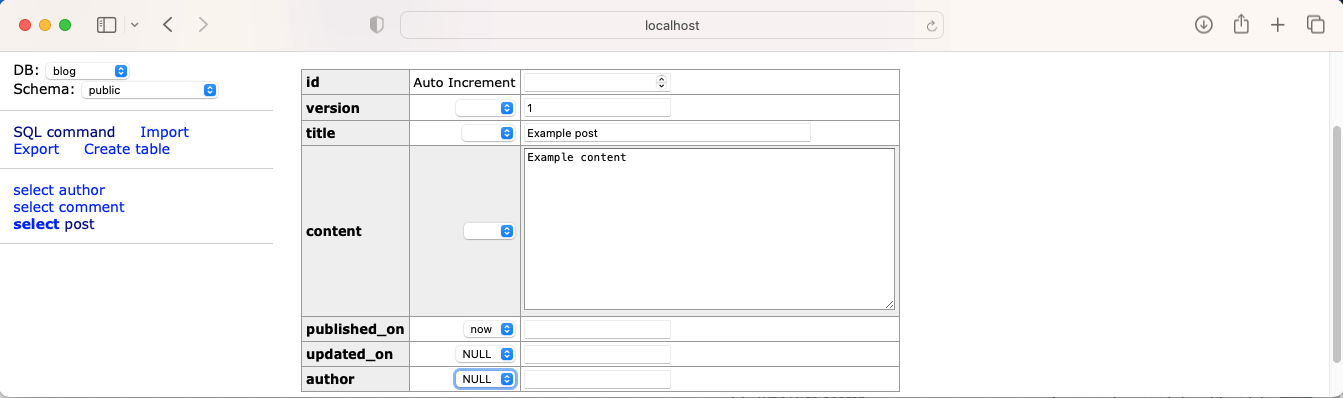 localhost
DB: blog
Schema: public
SQL command Import
Export Create table
select author
select comment
select post
id Auto Increment
version 1
title Example post
content Example content
published_on now
updated_on NULL
author NULL